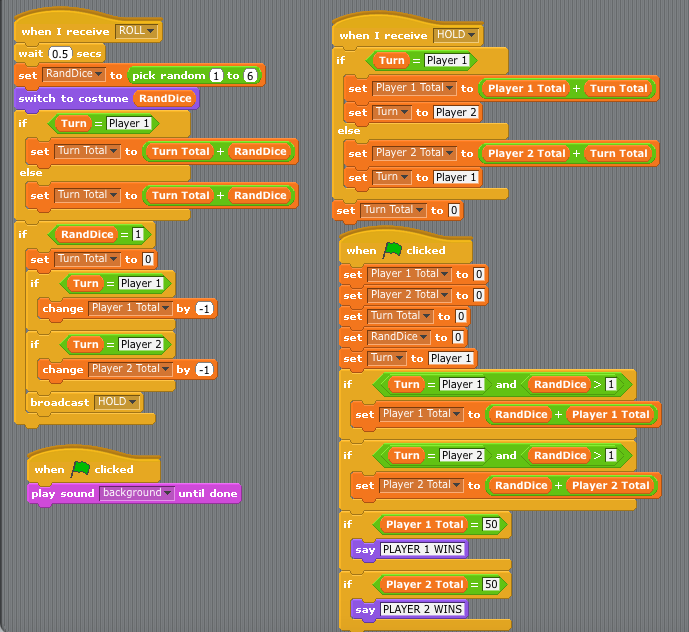 when I receive ROLL
wait 0.5 secs
set RandDice to pick random 1 to 6
switch to costume RandDice
if Turn = Player 1
set Turn Total to Turn Total + RandDice
else
set Turn Total to Turn Total + RandDice
if RandDice = 1
set Turn Total to 0
if Turn = Player 1
change Player 1 Total by -1
if Turn = Player 2
change Player 2 Total by -1
broadcast HOLD
when clicked
play sound background until done
when I receive HOLD
if Turn = Player 1
set Player 1 Total to Player 1 Total + Turn Total
set Turn to Player 2
else
set Player 2 Total to Player 2 Total + Turn Total
set Turn to Player 1
set Turn Total to 0
when clicked
set Player 1 Total to 0
set Player 2 Total to 0
set Turn Total to 0
set RandDice to 0
set Turn to Player 1
if Turn = Player 1 and RandDice > 1
set Player 1 Total to RandDice + Player 1 Total
if Turn = Player 2 and RandDice > 1
set Player 2 Total to RandDice + Player 2 Total
if Player 1 Total = 50
say PLAYER 1 WINS
if Player 2 Total = 50
say PLAYER 2 WINS